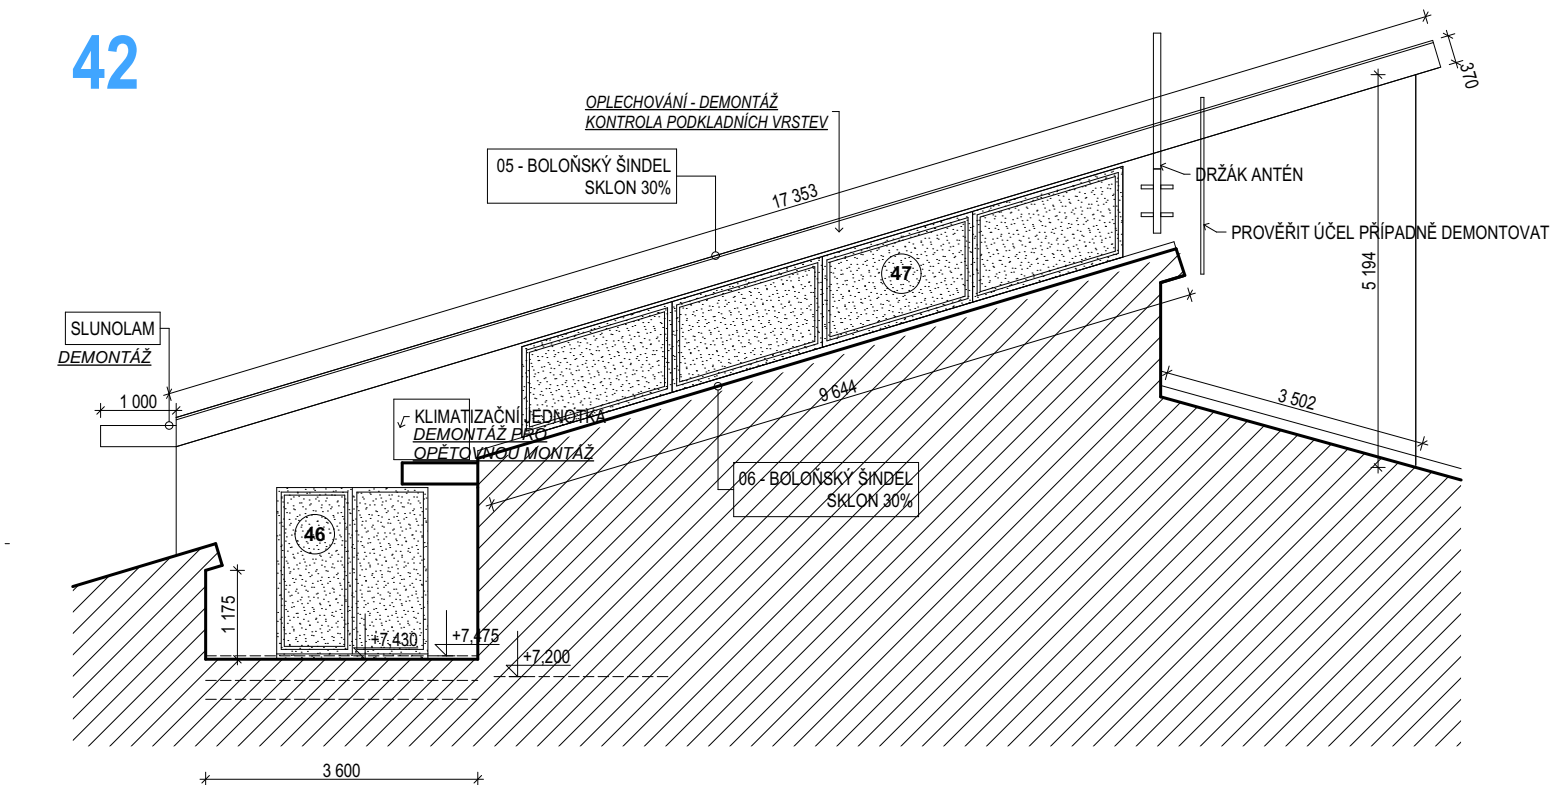 42
OPLECHOVÁNÍ - DEMONTÁŽ
KONTROLA PODKLADNÍCH VRSTEV
05 - BOLOŇSKÝ ŠINDEL
SKLON 30%
17 353
370
DRŽÁK ANTÉN
PROVĚŘIT ÚČEL PŘÍPADNĚ DEMONTOVAT
5 194
47
SLUNOLAM
DEMONTÁŽ
1 000
9 644
3 502
KLIMATIZAČNÍ JEDNOTKA
DEMONTÁŽ PRO
OPĚTOVNOU MONTÁŽ
06 - BOLOŇSKÝ ŠINDEL
SKLON 30%
46
1 175
+7,430
+7,475
+7,200
3 600